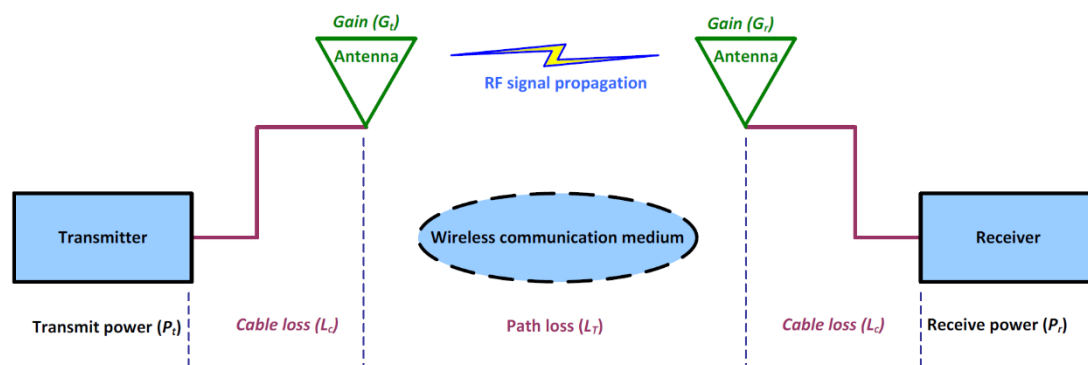 Gain (Gt)
Gain (Gr)
Antenna
Antenna
RF signal propagation
Transmitter
Wireless communication medium
Receiver
Transmit power (Pt)
Cable loss (Lc)
Path loss (LT)
Cable loss (Lc)
Receive power (Pr)